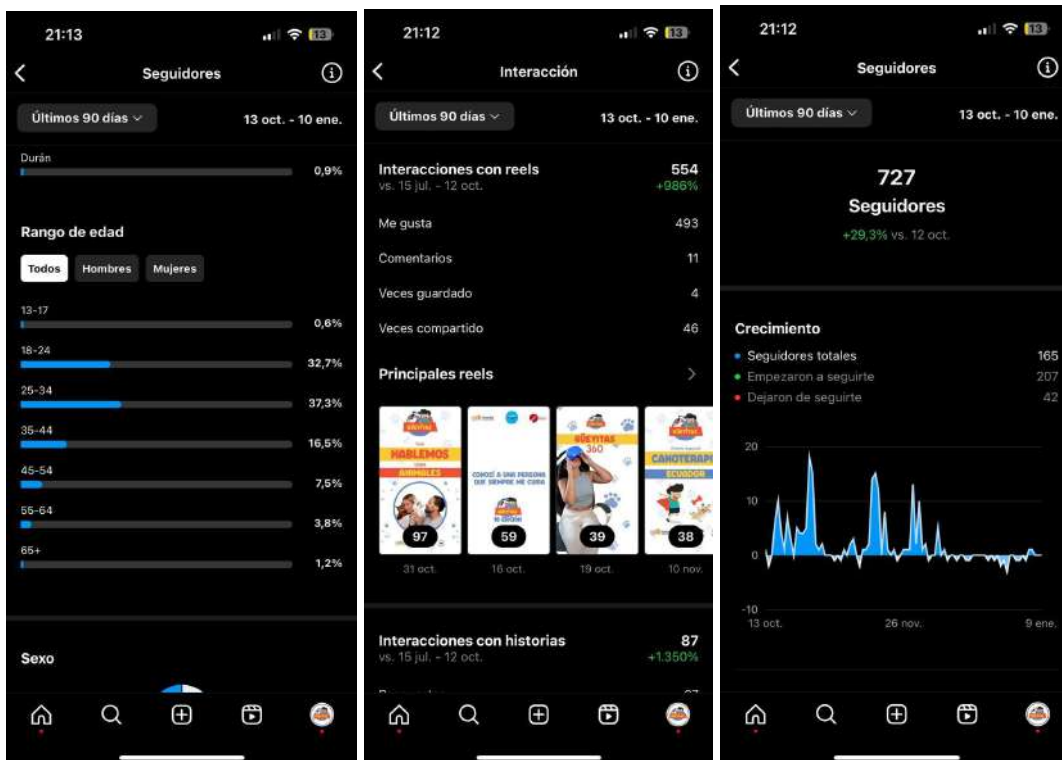 21:13
13
Seguidores
Últimos 90 días
13 oct. - 10 ene.
Durán
0,9%
Rango de edad
Todos
Hombres
Mujeres
13-17
0,6%
18-24
32,7%
25-34
37,3%
35-44
16,5%
45-54
7,5%
55-64
3,8%
65+
1,2%
Sexo
21:12
13
Interacción
Últimos 90 días
13 oct. - 10 ene.
Interacciones con reels
554
vs. 15 jul. - 12 oct.
+986%
Me gusta
493
Comentarios
11
Veces guardado
4
Veces compartido
46
Principales reels
HABLEMOS
ANIMALES
97
CONOZÍ A UNA PERSONA
QUE SIEMPRE ME CUIDA
59
GÜEYITAS
360
39
CANOTERAPI
ECUADOR
38
31 oct.
16 oct.
19 oct.
10 nov.
Interacciones con historias
87
vs. 15 jul. - 12 oct.
+1.350%
21:12
13
Seguidores
Últimos 90 días
13 oct. - 10 ene.
727
Seguidores
+29,3% vs. 12 oct.
Crecimiento
Seguidores totales
165
Empezaron a seguirte
207
Dejaron de seguirte
42
20
10
0
-10
13 oct.
26 nov.
9 ene.